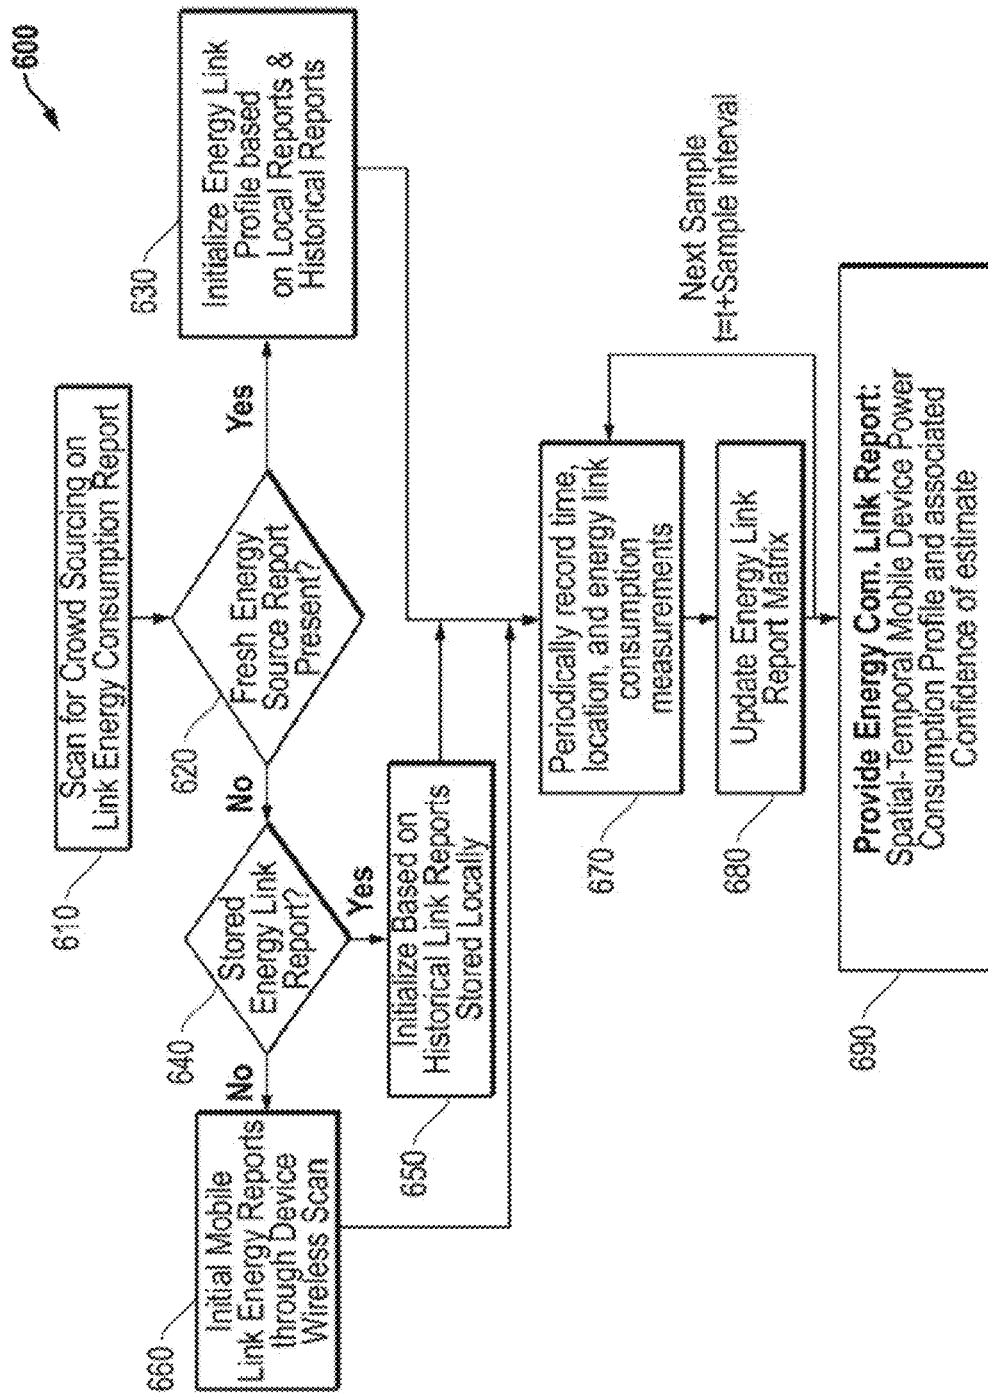 600
Scan for Crowd Sourcing on
Link Energy Consumption Report
610
Fresh Energy
Source Report
Present?
620
Yes
No
Initialize Energy Link
Profile based
on Local Reports &
Historical Reports
630
Stored
Energy Link
Report?
640
Yes
No
Initialize Based on
Historical Link Reports
Stored Locally
650
Initial Mobile
Link Energy Reports
through Device
Wireless Scan
660
Periodically record time,
location, and energy link
consumption
measurements
670
Next Sample
t=t+Sample interval
Update Energy Link
Report Matrix
680
Provide Energy Com. Link Report:
Spatial-Temporal Mobile Device Power
Consumption Profile and associated
Confidence of estimate
690